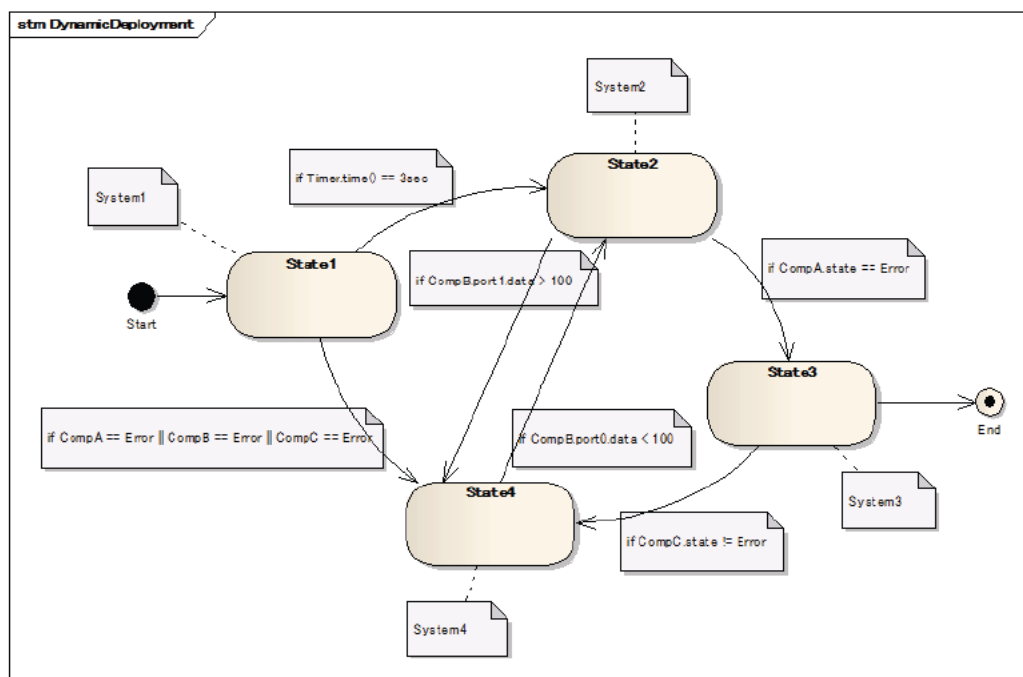 stm DynamicDeployment
System2
if Timer.time() == 3sec
State2
System1
State1
if CompB.port1.data > 100
if CompA.state == Error
Start
State3
if CompA == Error || CompB == Error || CompC == Error
if CompB.port0.data < 100
End
State4
System3
if CompC.state != Error
System4